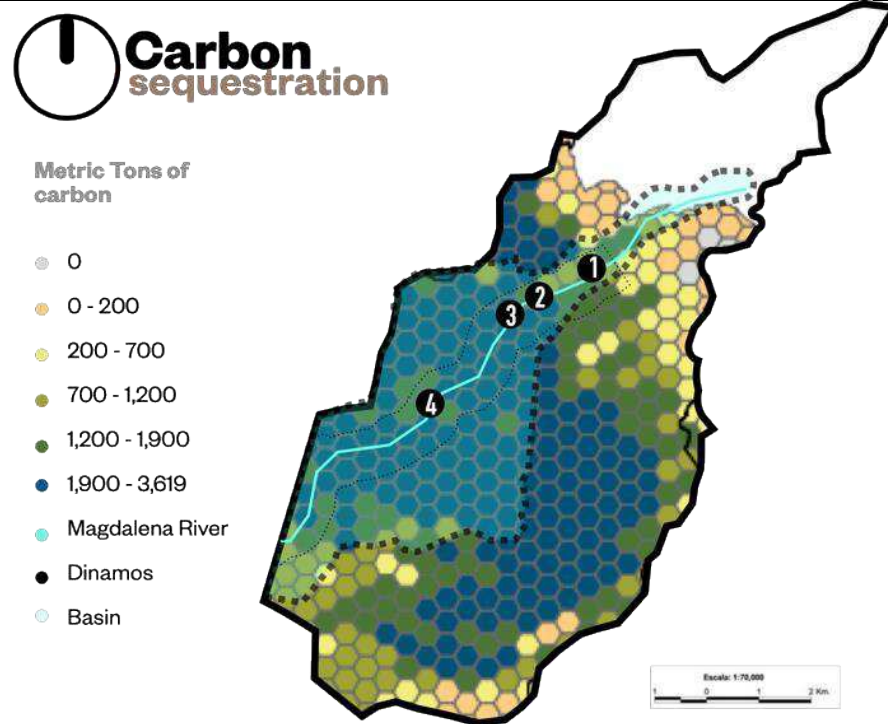 Carbon
sequestration
Metric Tons of
carbon
0
0 - 200
200 - 700
700 - 1,200
1,200 - 1,900
1,900 - 3,619
Magdalena River
Dinamos
Basin
1
2
3
4
Escala: 1:70,000
1 0 1 2 Km.